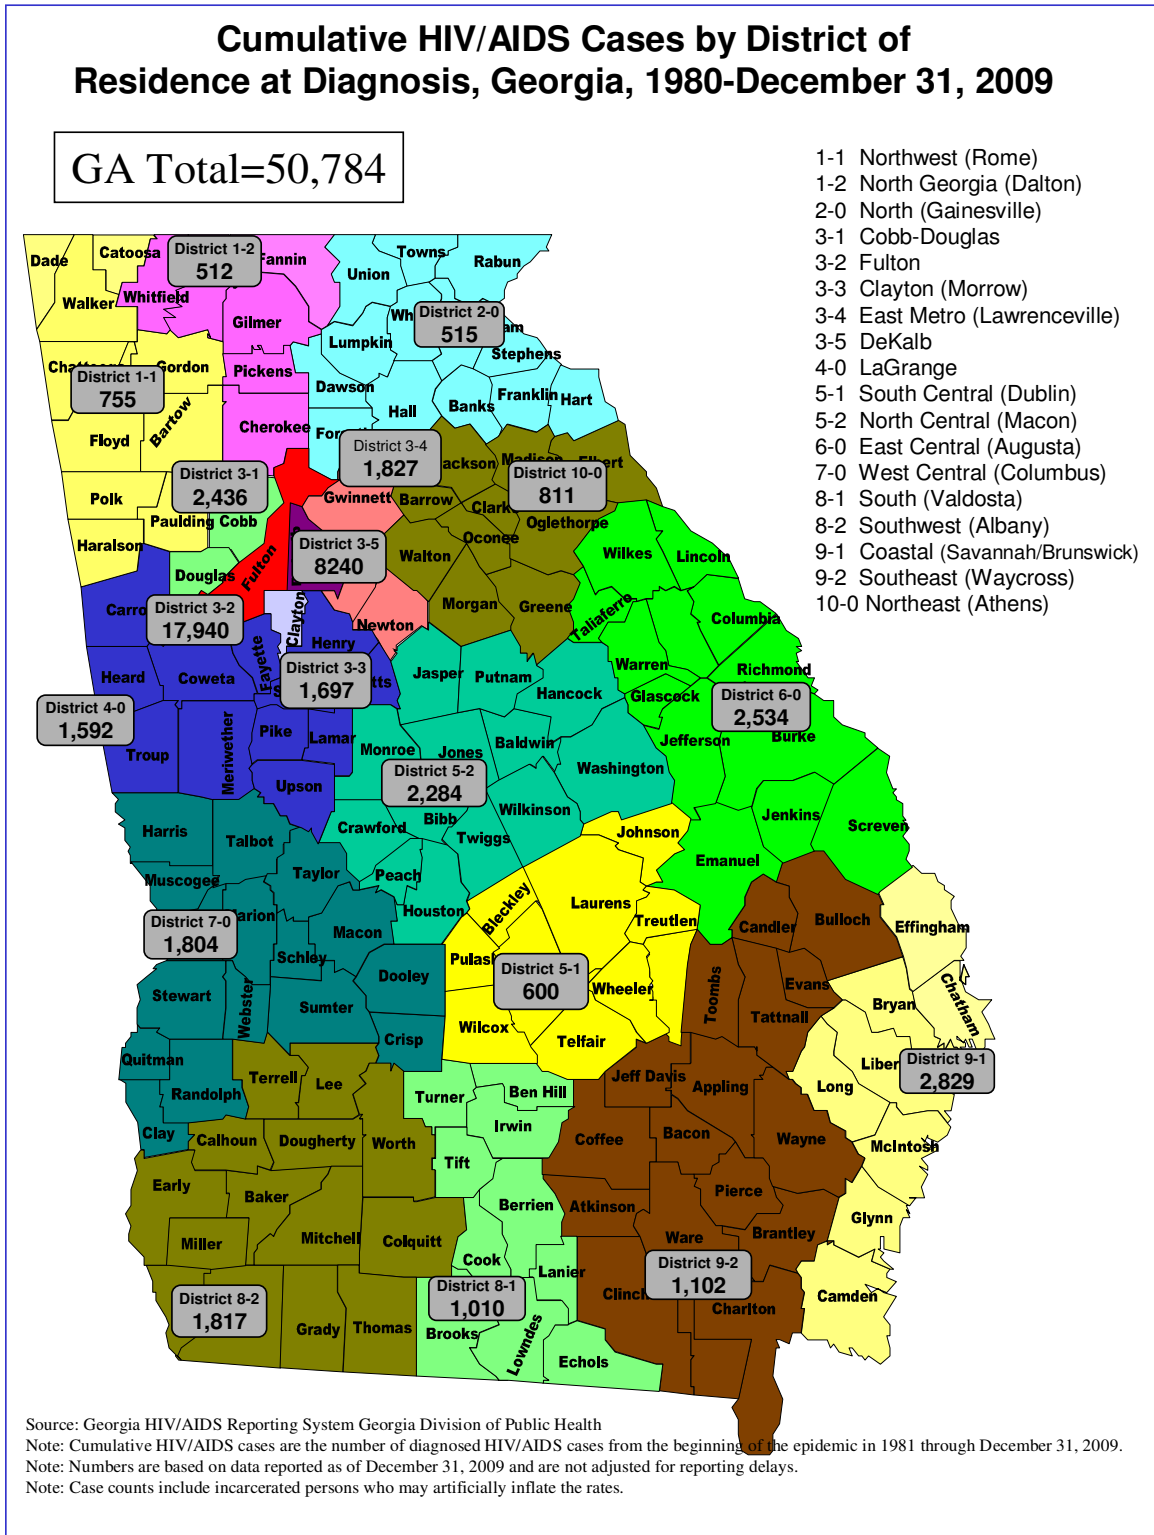 Cumulative HIV/AIDS Cases by District of
Residence at Diagnosis, Georgia, 1980-December 31, 2009
GA Total=50,784
1-1 Northwest (Rome)
1-2 North Georgia (Dalton)
2-0 North (Gainesville)
3-1 Cobb-Douglas
3-2 Fulton
3-3 Clayton (Morrow)
3-4 East Metro (Lawrenceville)
3-5 DeKalb
4-0 LaGrange
5-1 South Central (Dublin)
5-2 North Central (Macon)
6-0 East Central (Augusta)
7-0 West Central (Columbus)
8-1 South (Valdosta)
8-2 Southwest (Albany)
9-1 Coastal (Savannah/Brunswick)
9-2 Southeast (Waycross)
10-0 Northeast (Athens)
Dade
Catoosa
District 1-2
512
Fannin
Union
Towns
Rabun
Walker
Whitfield
Gilmer
Lumpkin
District 2-0
515
Stephens
Gordon
Pickens
District 1-1
755
Dawson
Hall
Banks
Franklin
Hart
Floyd
Bartow
Cherokee
District 3-4
1,827
District 10-0
811
District 3-1
2,436
Polk
Gwinnett
Barrow
Oglethorpe
Paulding
Cobb
Haralson
Fulton
District 3-5
8240
Oconee
Walton
Wilkes
Lincoln
Douglas
District 3-2
17,940
Clayton
Henry
Newton
Morgan
Greene
Taliaferro
Columbia
Heard
Coweta
Fayette
District 3-3
1,697
Jasper
Putnam
Hancock
Warren
Glascock
Richmond
District 6-0
2,534
District 4-0
1,592
Troup
Meriwether
Pike
Lamar
Monroe
Jones
Baldwin
Washington
Jefferson
Burke
Upson
District 5-2
2,284
Wilkinson
Harris
Talbot
Crawford
Bibb
Twiggs
Johnson
Jenkins
Screven
Emanuel
Muscogee
Taylor
Peach
Houston
Bleckley
Laurens
Treutlen
Candler
Bulloch
Effingham
District 7-0
1,804
Macon
Schley
Dooley
District 5-1
600
Wheeler
Toombs
Evans
Tattnall
Bryan
Chatham
Stewart
Webster
Sumter
Crisp
Wilcox
Telfair
District 9-1
2,829
Long
Quitman
Randolph
Terrell
Lee
Turner
Ben Hill
Irwin
Jeff Davis
Appling
Clay
Calhoun
Dougherty
Worth
Tift
Coffee
Bacon
Wayne
McIntosh
Early
Baker
Berrien
Atkinson
Pierce
Glynn
Miller
Mitchell
Colquitt
Cook
Lanier
Ware
Brantley
District 9-2
1,102
Camden
Charlton
District 8-2
1,817
Grady
Thomas
District 8-1
1,010
Brooks
Lowndes
Echols
Source: Georgia HIV/AIDS Reporting System Georgia Division of Public Health
Note: Cumulative HIV/AIDS cases are the number of diagnosed HIV/AIDS cases from the beginning of the epidemic in 1981 through December 31, 2009.
Note: Numbers are based on data reported as of December 31, 2009 and are not adjusted for reporting delays.
Note: Case counts include incarcerated persons who may artificially inflate the rates.